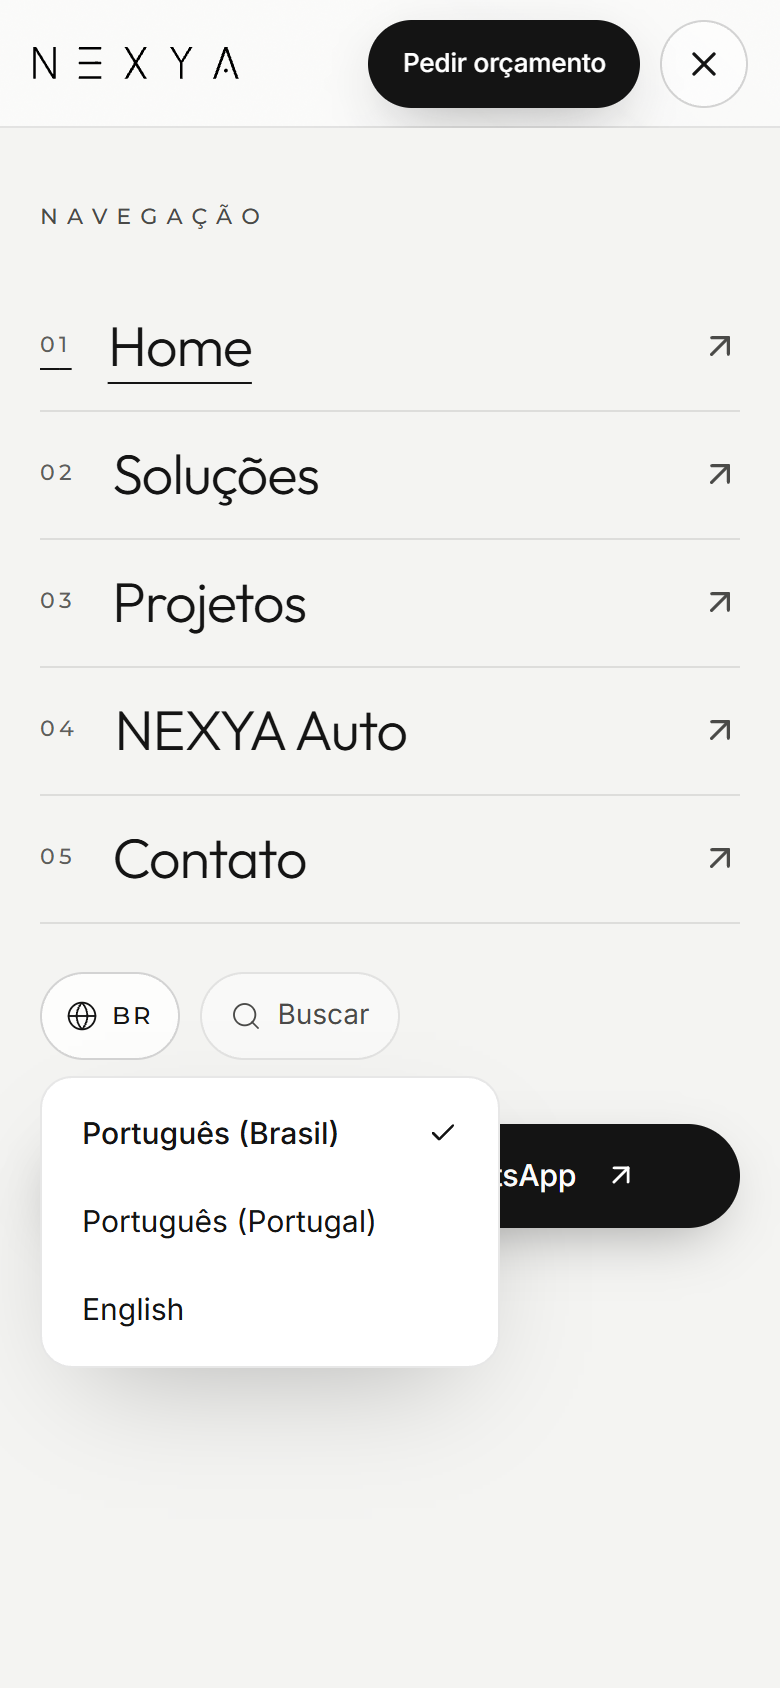 NEXYA
Pedir orçamento
NAVEGAÇÃO
01 Home
02 Soluções
03 Projetos
04 NEXYA Auto
05 Contato
BR
Buscar
Português (Brasil)
tsApp
Português (Portugal)
English